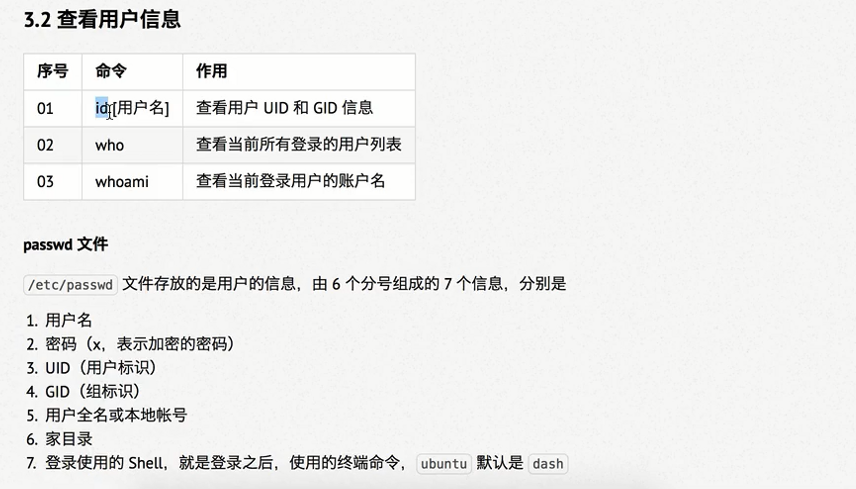 3.2 查看用户信息
序号 命令 作用
01 id[用户名] 查看用户 UID 和 GID 信息
02 who 查看当前所有登录的用户列表
03 whoami 查看当前登录用户的账户名
passwd 文件
/etc/passwd 文件存放的是用户的信息，由 6 个分号组成的 7 个信息，分别是
1. 用户名
2. 密码（x，表示加密的密码）
3. UID（用户标识）
4. GID（组标识）
5. 用户全名或本地帐号
6. 家目录
7. 登录使用的 Shell，就是登录之后，使用的终端命令， ubuntu 默认是 dash